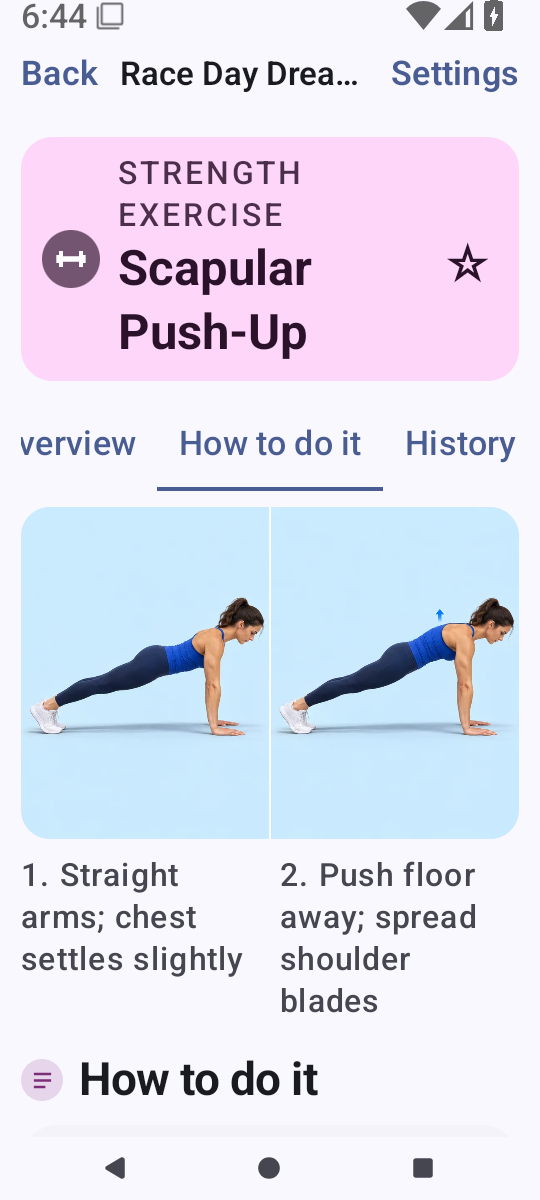 6:44
Back Race Day Drea... Settings
STRENGTH
EXERCISE
Scapular
Push-Up
verview How to do it History
1. Straight
arms; chest
settles slightly
2. Push floor
away; spread
shoulder
blades
How to do it